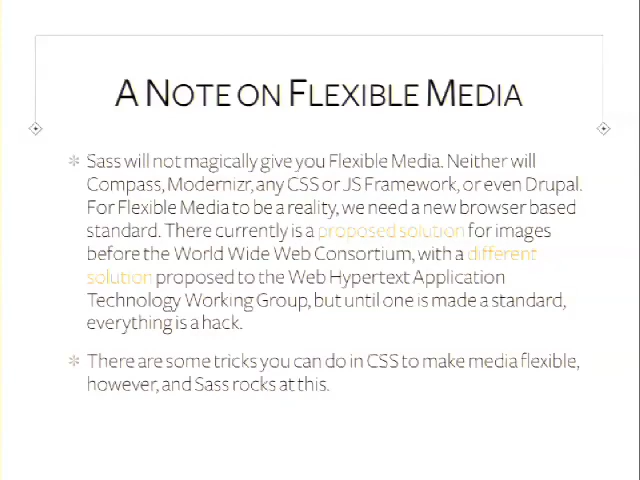 A NOTE ON FLEXIBLE MEDIA
Sass will not magically give you Flexible Media. Neither will
Compass, Modernizr, any CSS or JS Framework, or even Drupal.
For Flexible Media to be a reality, we need a new browser based
standard. There currently is a proposed solution for images
before the World Wide Web Consortium, with a different
solution proposed to the Web Hypertext Application
Technology Working Group, but until one is made a standard,
everything is a hack.
There are some tricks you can do in CSS to make media flexible,
however, and Sass rocks at this.